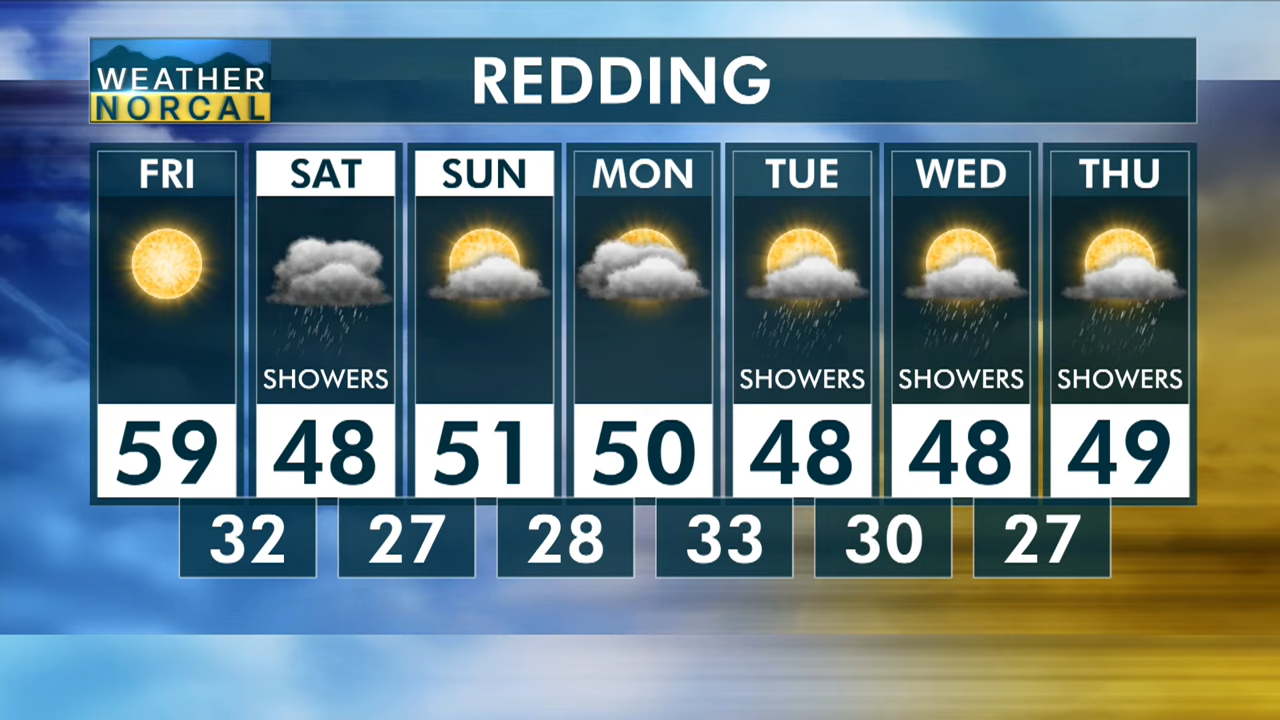 WEATHER
NORCAL
REDDING
FRI SAT SUN MON TUE WED THU
SHOWERS SHOWERS SHOWERS SHOWERS
59 48 51 50 48 48 49
32 27 28 33 30 27